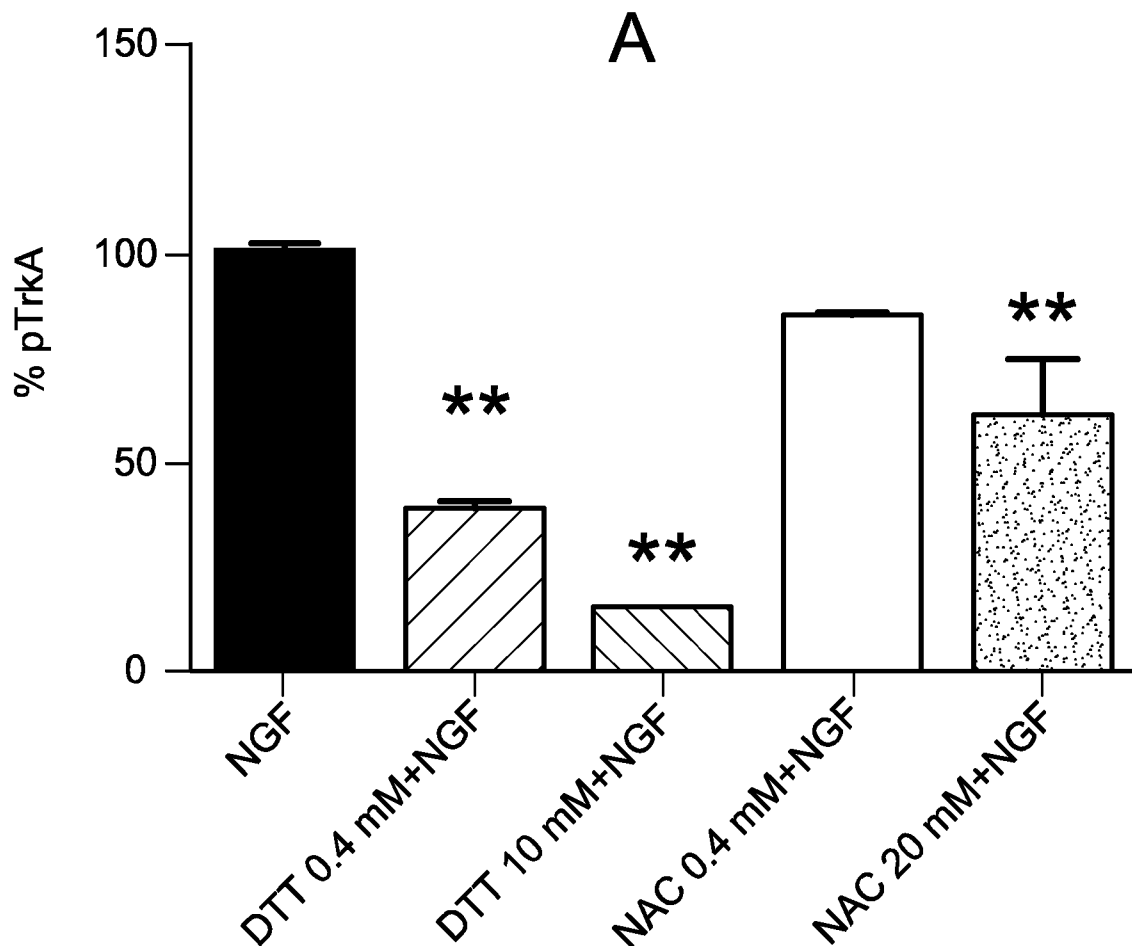 A
150
100
50
0
% pTrkA
**
**
**
NGF
DTT 0.4 mM+NGF
DTT 10 mM+NGF
NAC 0.4 mM+NGF
NAC 20 mM+NGF